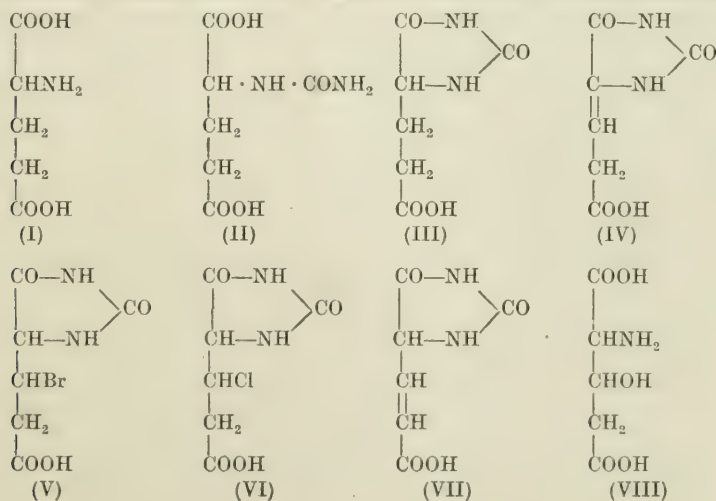 COOH COOH CO—NH CO—NH
CO CO
CHNH₂ CH · NH · CONH₂ CH—NH C—NH
CH₂ CH₂ CH₂ CH
CH₂ CH₂ CH₂ CH₂
COOH COOH COOH COOH
(I) (II) (III) (IV)
CO—NH CO—NH CO—NH COOH
CO CO CO
CH—NH CH—NH CH—NH CHNH₂
CHBr CHCl CH CHOH
CH₂ CH₂ CH CH₂
COOH COOH COOH COOH
(V) (VI) (VII) (VIII)